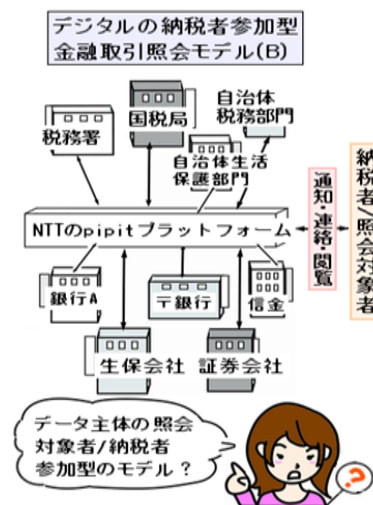 デジタルの納税者参加型
金融取引照会モデル(B)
税務署
国税局
自治体
税務部門
自治体生活
保護部門
NTTのpipitプラットフォーム
通知・連絡・閲覧
納税者/照会対象者
銀行A
〒銀行
信金
生保会社
証券会社
データ主体の照会
対象者/納税者
参加型のモデル?
?